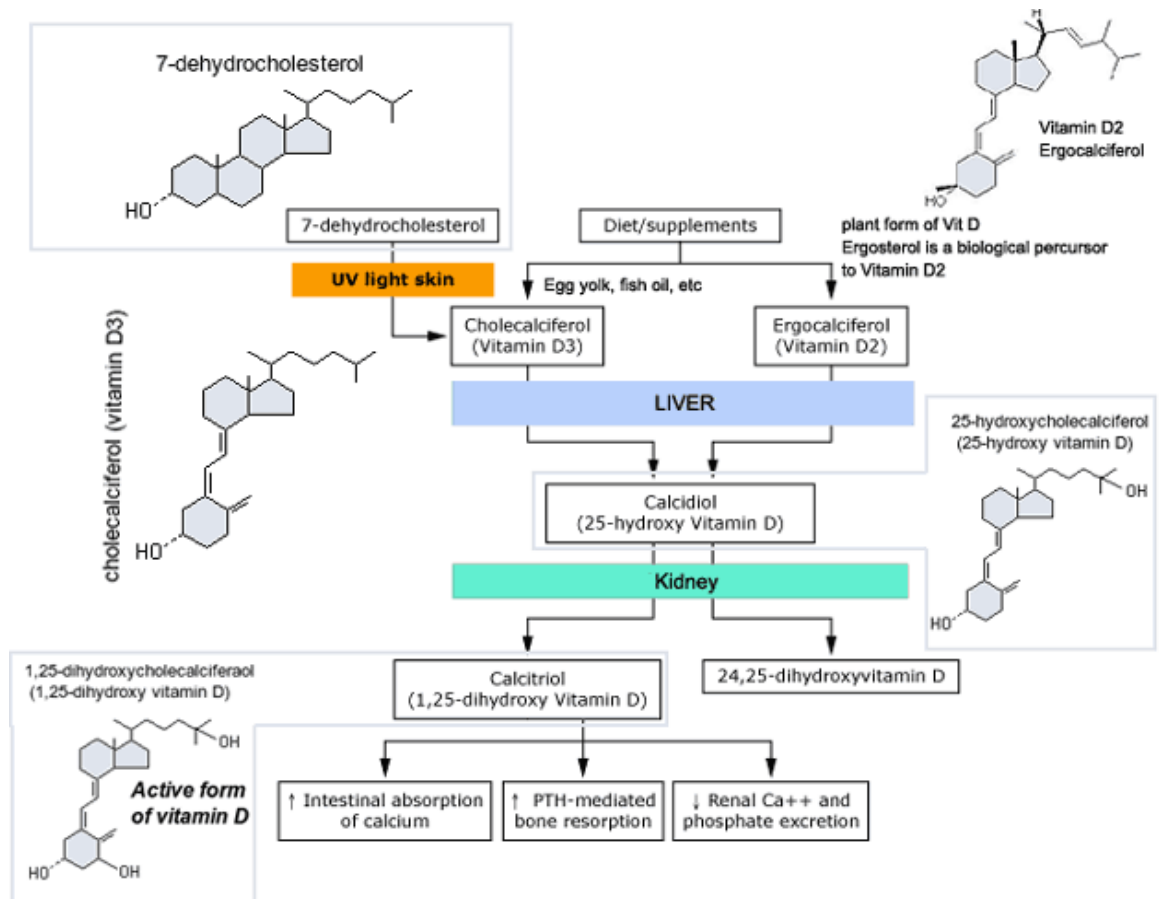 7-dehydrocholesterol
HO
7-dehydrocholesterol
UV light skin
Diet/supplements
Egg yolk, fish oil, etc
H
HO
Vitamin D2
Ergocalciferol
plant form of Vit D
Ergosterol is a biological percursor
to Vitamin D2
cholecalciferol (vitamin D3)
HO
Cholecalciferol
(Vitamin D3)
Ergocalciferol
(Vitamin D2)
LIVER
25-hydroxycholecalciferol
(25-hydroxy vitamin D)
OH
HO
Calcidiol
(25-hydroxy Vitamin D)
Kidney
1,25-dihydroxycholecalciferaol
(1,25-dihydroxy vitamin D)
OH
Active form
of vitamin D
HO
OH
Calcitriol
(1,25-dihydroxy Vitamin D)
24,25-dihydroxyvitamin D
↑ Intestinal absorption
of calcium
↑ PTH-mediated
bone resorption
↓ Renal Ca++ and
phosphate excretion